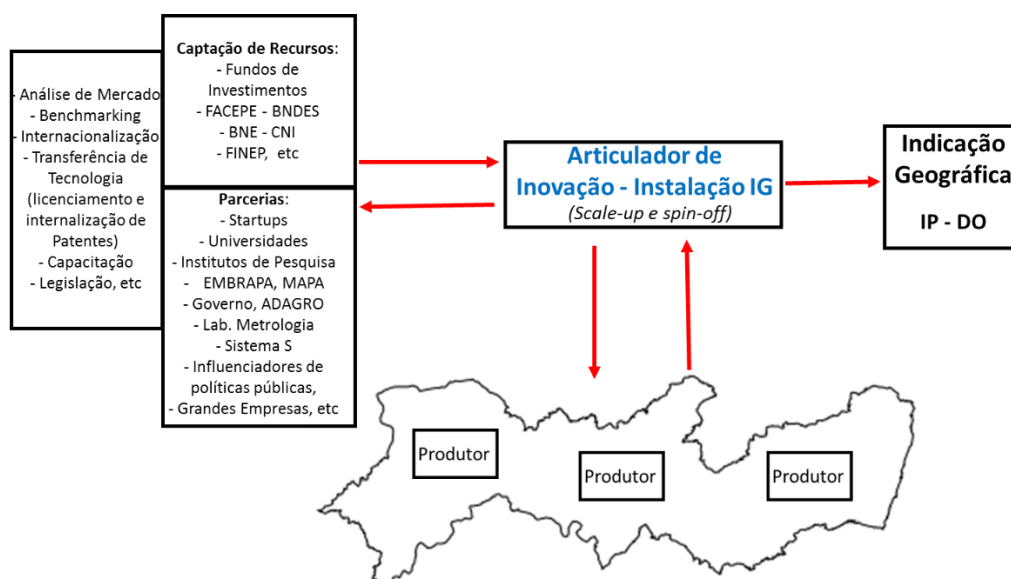 - Análise de Mercado
- Benchmarking
- Internacionalização
- Transferência de
Tecnologia
(licenciamento e
internalização de
Patentes)
- Capacitação
- Legislação, etc
Captação de Recursos:
- Fundos de
Investimentos
- FACEPE - BNDES
- BNE - CNI
- FINEP, etc
Parcerias:
- Startups
- Universidades
- Institutos de Pesquisa
- EMBRAPA, MAPA
- Governo, ADAGRO
- Lab. Metrologia
- Sistema S
- Influenciadores de
políticas públicas,
- Grandes Empresas, etc
Articulador de
Inovação - Instalação IG
(Scale-up e spin-off)
Indicação
Geográfica
IP - DO
Produtor
Produtor
Produtor